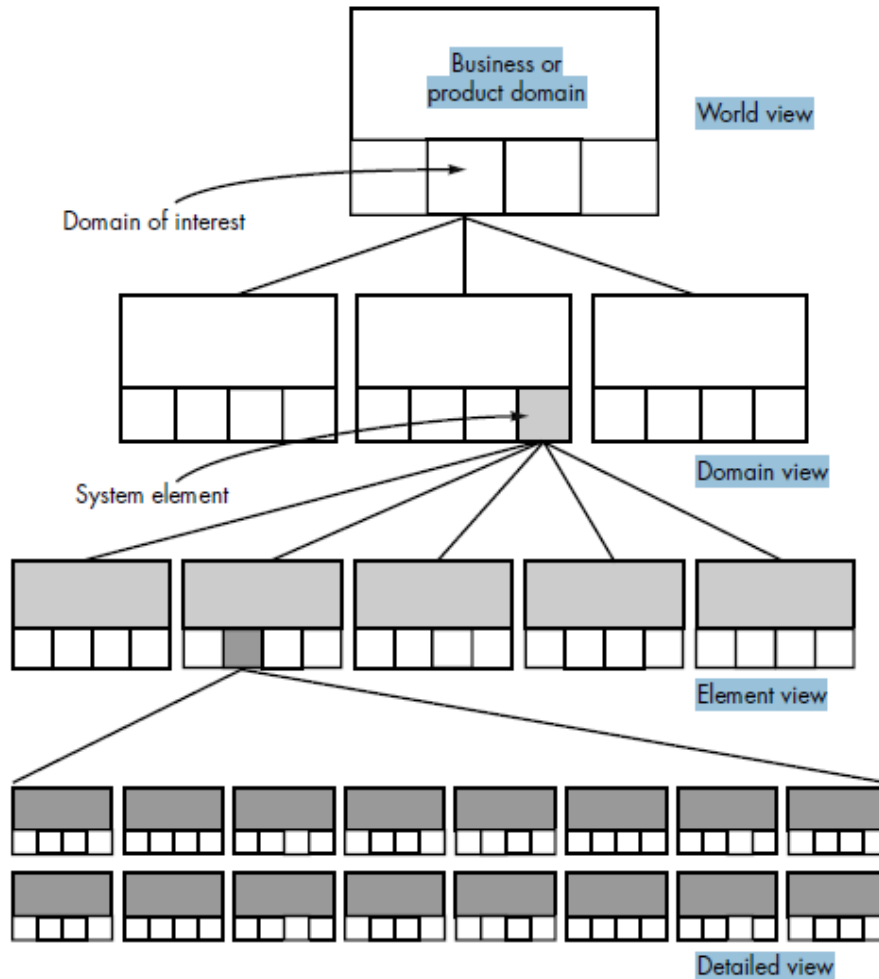 Business or
product domain
World view
Domain of interest
Domain view
System element
Element view
Detailed view